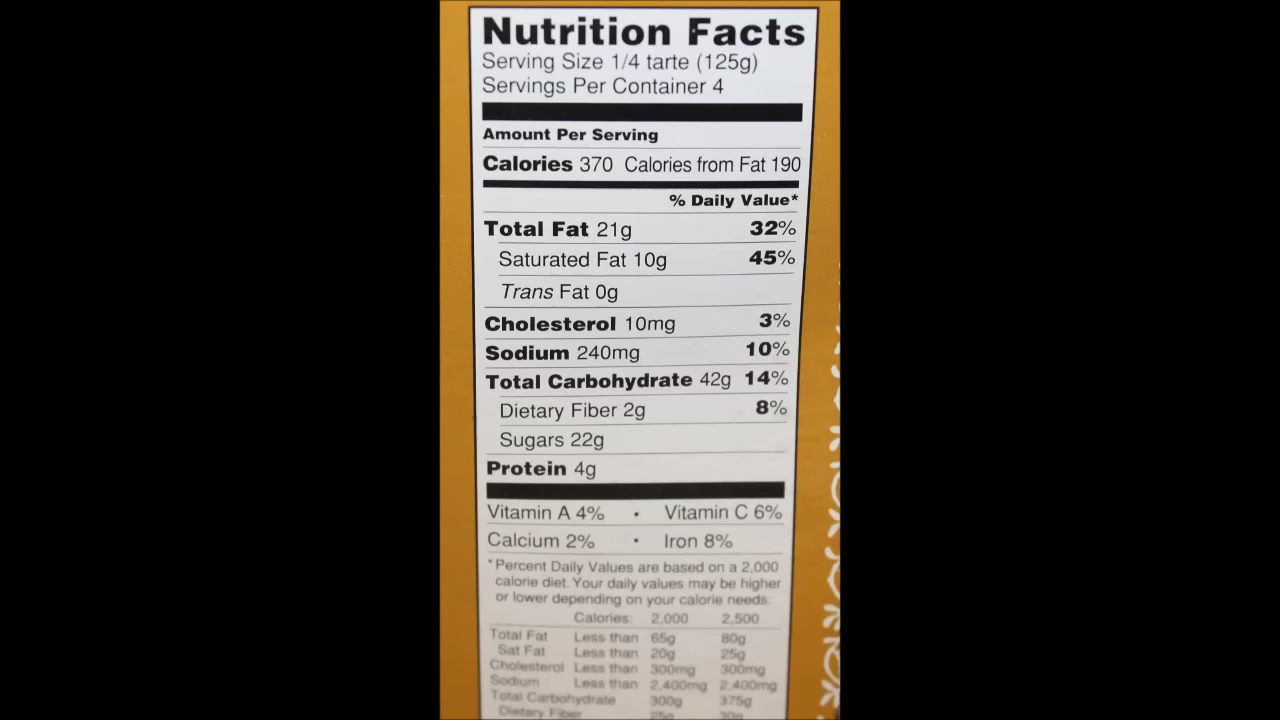 Nutrition Facts
Serving Size 1/4 tarte (125g)
Servings Per Container 4
Amount Per Serving
Calories 370 Calories from Fat 190
% Daily Value*
Total Fat 21g 32%
Saturated Fat 10g 45%
Trans Fat 0g
Cholesterol 10mg 3%
Sodium 240mg 10%
Total Carbohydrate 42g 14%
Dietary Fiber 2g 8%
Sugars 22g
Protein 4g
Vitamin A 4% • Vitamin C 6%
Calcium 2% • Iron 8%
*Percent Daily Values are based on a 2,000
calorie diet. Your daily values may be higher
or lower depending on your calorie needs:
Calories: 2,000 2,500
Total Fat Less than 65g 80g
Sat Fat Less than 20g 25g
Cholesterol Less than 300mg 300mg
Sodium Less than 2,400mg 2,400mg
Total Carbohydrate 300g 375g
Dietary Fiber 25g 30g